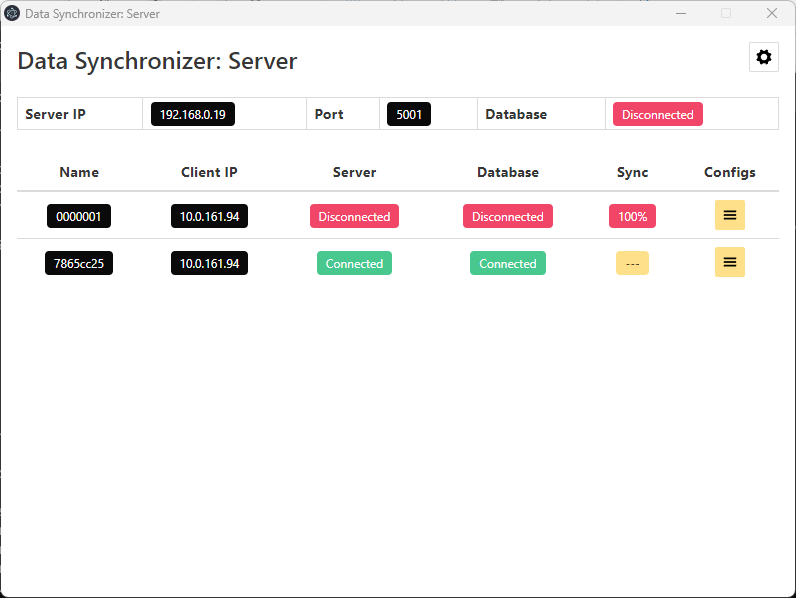 Data Synchronizer: Server
Data Synchronizer: Server
Server IP 192.168.0.19 Port 5001 Database Disconnected
Name Client IP Server Database Sync Configs
0000001 10.0.161.94 Disconnected Disconnected 100%
7865cc25 10.0.161.94 Connected Connected ---